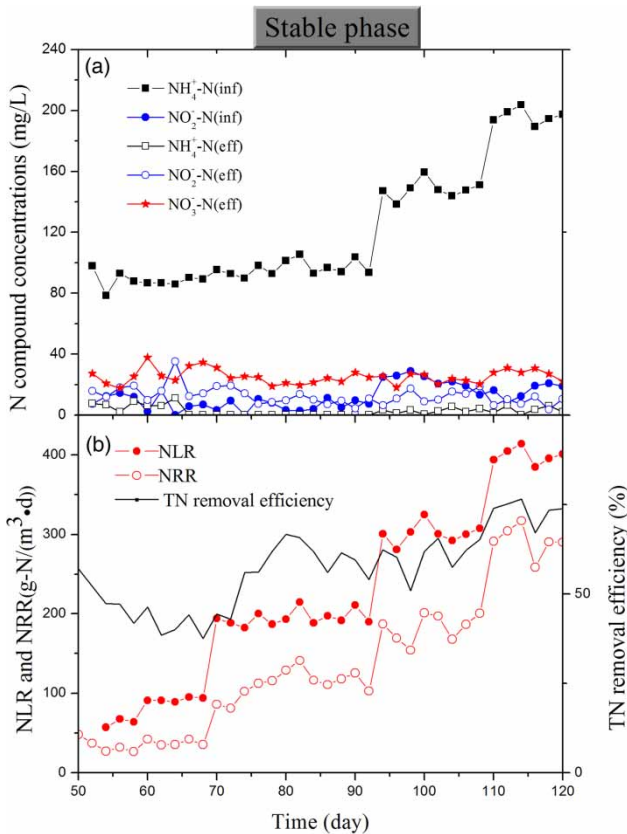 Stable phase
(a)
240
200
160
120
80
40
0
N compound concentrations (mg/L)
NH₄⁺-N(inf)
NO₂⁻-N(inf)
NH₄⁺-N(eff)
NO₂⁻-N(eff)
NO₃⁻-N(eff)
(b)
NLR
NRR
TN removal efficiency
400
300
200
100
0
NLR and NRR(g-N/(m³•d))
50
0
TN removal efficiency (%)
50 60 70 80 90 100 110 120
Time (day)